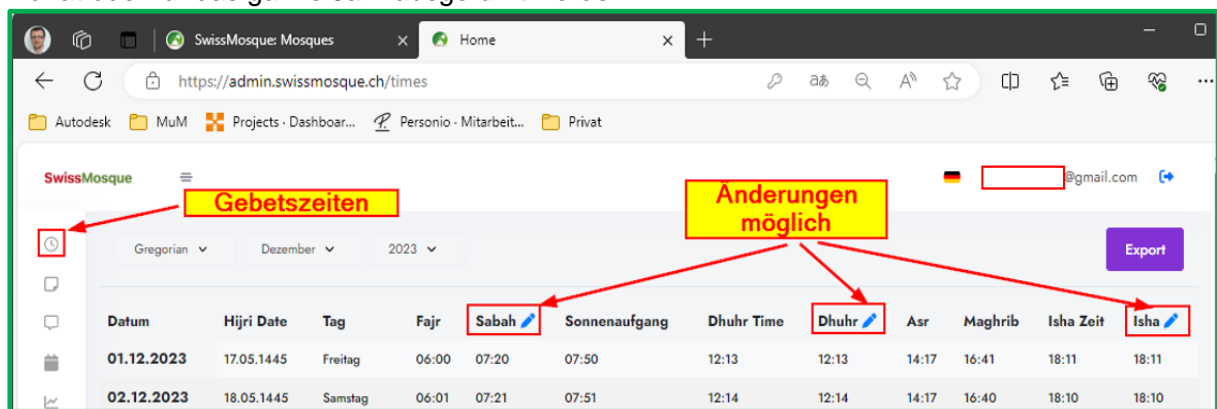 SwissMosque: Mosques
Home
https://admin.swissmosque.ch/times
Autodesk MuM Projects · Dashboar... Personio · Mitarbeit... Privat
SwissMosque
@gmail.com
Gebetszeiten
Änderungen
möglich
Gregorian Dezember 2023
Export
Datum Hijri Date Tag Fajr Sabah Sonnenaufgang Dhuhr Time Dhuhr Asr Maghrib Isha Zeit Isha
01.12.2023 17.05.1445 Freitag 06:00 07:20 07:50 12:13 12:13 14:17 16:41 18:11 18:11
02.12.2023 18.05.1445 Samstag 06:01 07:21 07:51 12:14 12:14 14:17 16:40 18:10 18:10